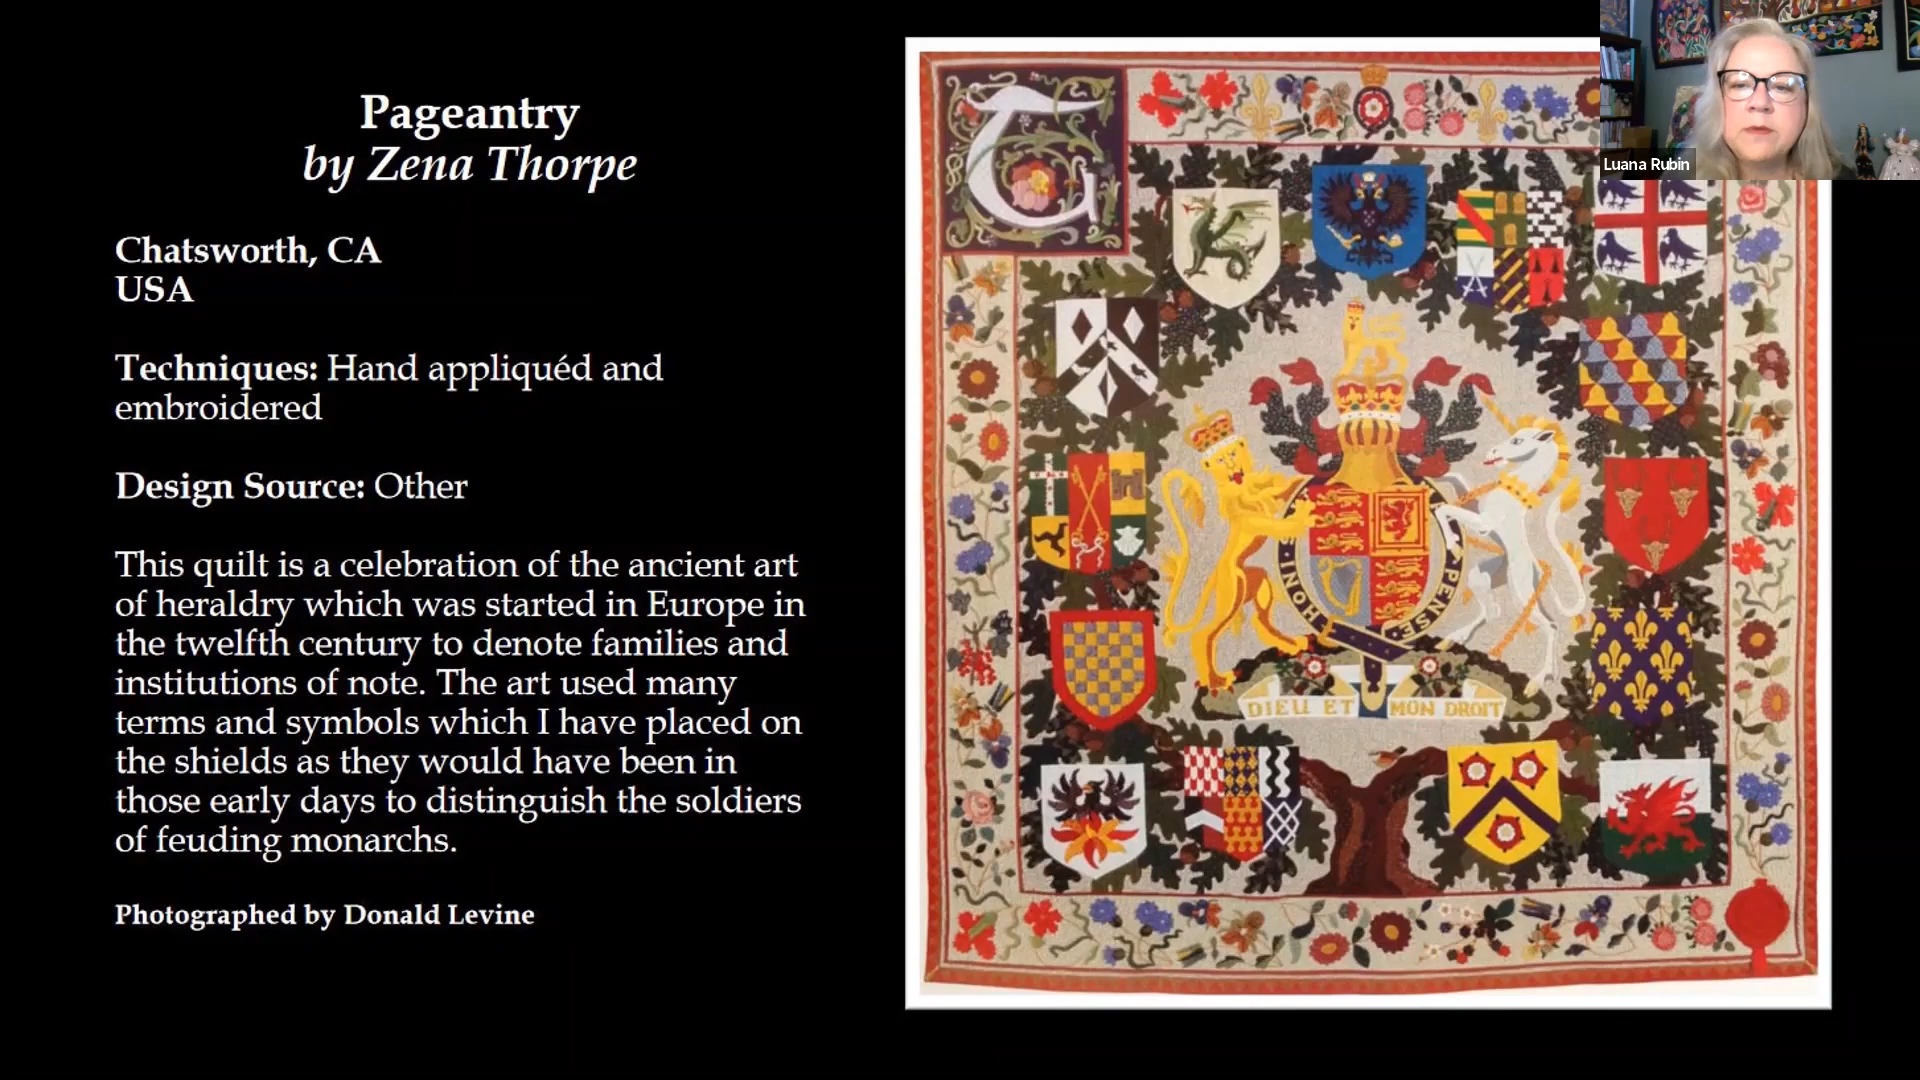 Pageantry
by Zena Thorpe
Chatsworth, CA
USA
Techniques: Hand appliquéd and
embroidered
Design Source: Other
This quilt is a celebration of the ancient art
of heraldry which was started in Europe in
the twelfth century to denote families and
institutions of note. The art used many
terms and symbols which I have placed on
the shields as they would have been in
those early days to distinguish the soldiers
of feuding monarchs.
Photographed by Donald Levine
HONI PENSE
DIEU ET MON DROIT
Luana Rubin